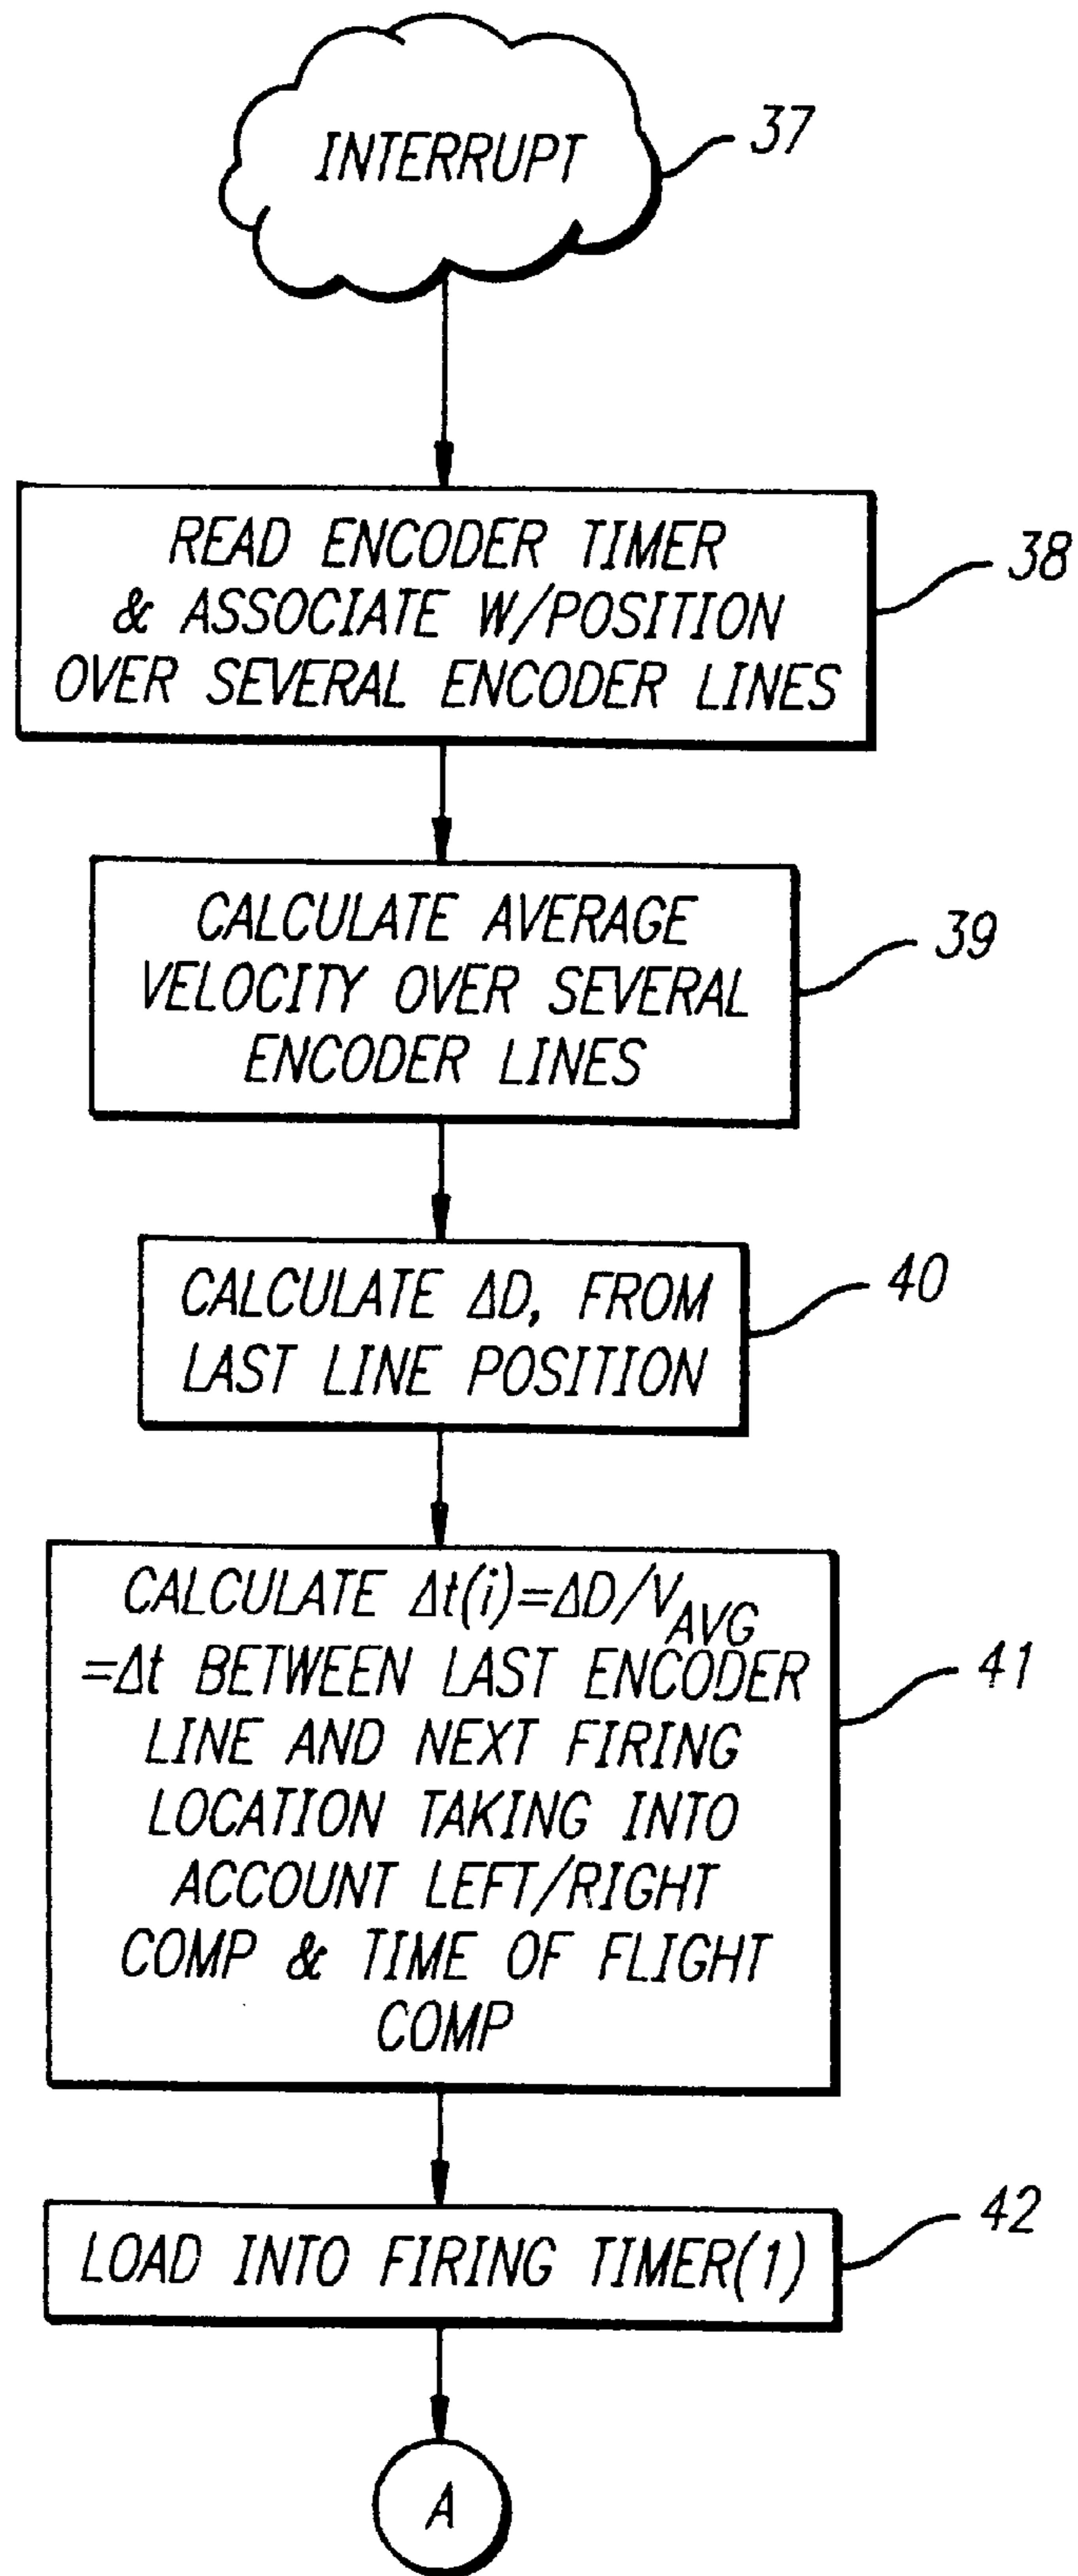 INTERRUPT
37
READ ENCODER TIMER
& ASSOCIATE W/POSITION
OVER SEVERAL ENCODER LINES
38
CALCULATE AVERAGE
VELOCITY OVER SEVERAL
ENCODER LINES
39
CALCULATE ΔD, FROM
LAST LINE POSITION
40
CALCULATE Δt(i)=ΔD/VAVG
=Δt BETWEEN LAST ENCODER
LINE AND NEXT FIRING
LOCATION TAKING INTO
ACCOUNT LEFT/RIGHT
COMP & TIME OF FLIGHT
COMP
41
LOAD INTO FIRING TIMER(1)
42
A